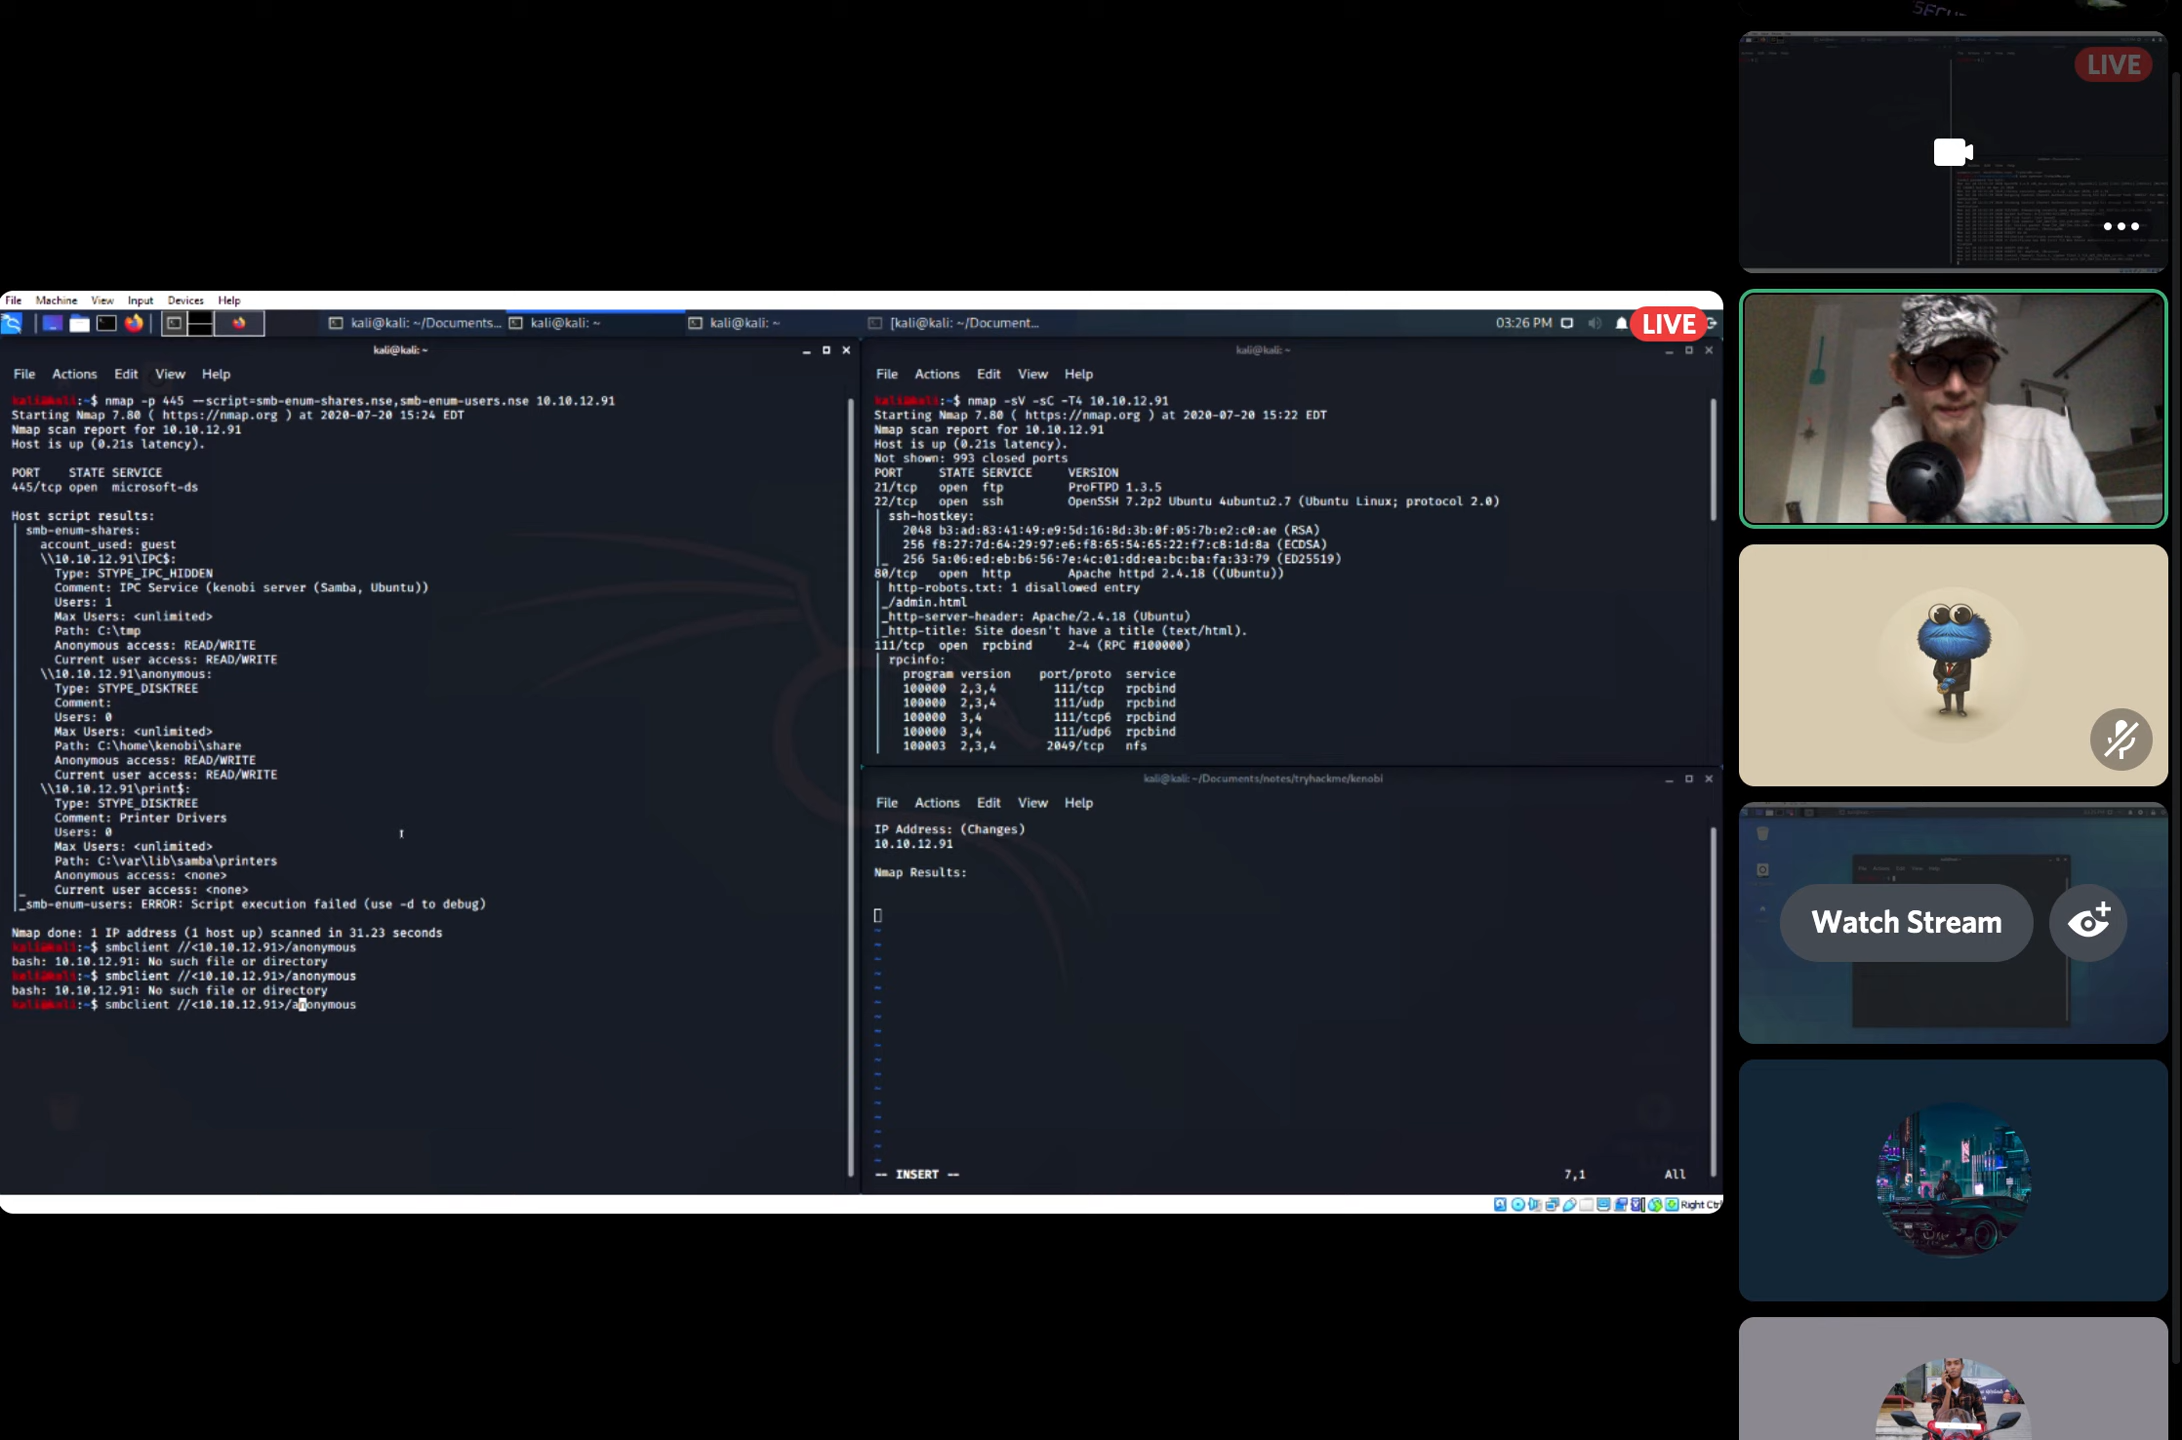 SECU
LIVE
File Machine View Input Devices Help
kali@kali: ~/Documents... kali@kali: ~ kali@kali: ~ [kali@kali: ~/Document... 03:26 PM LIVE
kali@kali: ~
File Actions Edit View Help
kali@kali:~$ nmap -p 445 --script=smb-enum-shares.nse,smb-enum-users.nse 10.10.12.91
Starting Nmap 7.80 ( https://nmap.org ) at 2020-07-20 15:24 EDT
Nmap scan report for 10.10.12.91
Host is up (0.21s latency).
PORT STATE SERVICE
445/tcp open microsoft-ds
Host script results:
| smb-enum-shares:
| account_used: guest
| \\10.10.12.91\IPC$:
| Type: STYPE_IPC_HIDDEN
| Comment: IPC Service (kenobi server (Samba, Ubuntu))
| Users: 1
| Max Users: <unlimited>
| Path: C:\tmp
| Anonymous access: READ/WRITE
| Current user access: READ/WRITE
| \\10.10.12.91\anonymous:
| Type: STYPE_DISKTREE
| Comment:
| Users: 0
| Max Users: <unlimited>
| Path: C:\home\kenobi\share
| Anonymous access: READ/WRITE
| Current user access: READ/WRITE
| \\10.10.12.91\print$:
| Type: STYPE_DISKTREE
| Comment: Printer Drivers
| Users: 0
| Max Users: <unlimited>
| Path: C:\var\lib\samba\printers
| Anonymous access: <none>
|_ Current user access: <none>
|_smb-enum-users: ERROR: Script execution failed (use -d to debug)
Nmap done: 1 IP address (1 host up) scanned in 31.23 seconds
kali@kali:~$ smbclient //<10.10.12.91>/anonymous
bash: 10.10.12.91: No such file or directory
kali@kali:~$ smbclient //<10.10.12.91>/anonymous
bash: 10.10.12.91: No such file or directory
kali@kali:~$ smbclient //<10.10.12.91>/anonymous
kali@kali: ~
File Actions Edit View Help
kali@kali:~$ nmap -sV -sC -T4 10.10.12.91
Starting Nmap 7.80 ( https://nmap.org ) at 2020-07-20 15:22 EDT
Nmap scan report for 10.10.12.91
Host is up (0.21s latency).
Not shown: 993 closed ports
PORT STATE SERVICE VERSION
21/tcp open ftp ProFTPD 1.3.5
22/tcp open ssh OpenSSH 7.2p2 Ubuntu 4ubuntu2.7 (Ubuntu Linux; protocol 2.0)
| ssh-hostkey:
| 2048 b3:ad:83:41:49:e9:5d:16:8d:3b:0f:05:7b:e2:c0:ae (RSA)
| 256 f8:27:7d:64:29:97:e6:f8:65:54:65:22:f7:c8:1d:8a (ECDSA)
|_ 256 5a:06:ed:eb:b6:56:7e:4c:01:dd:ea:bc:ba:fa:33:79 (ED25519)
80/tcp open http Apache httpd 2.4.18 ((Ubuntu))
| http-robots.txt: 1 disallowed entry
|_/admin.html
|_http-server-header: Apache/2.4.18 (Ubuntu)
|_http-title: Site doesn't have a title (text/html).
111/tcp open rpcbind 2-4 (RPC #100000)
| rpcinfo:
| program version port/proto service
| 100000 2,3,4 111/tcp rpcbind
| 100000 2,3,4 111/udp rpcbind
| 100000 3,4 111/tcp6 rpcbind
| 100000 3,4 111/udp6 rpcbind
| 100003 2,3,4 2049/tcp nfs
kali@kali: ~/Documents/notes/tryhackme/kenobi
File Actions Edit View Help
IP Address: (Changes)
10.10.12.91
Nmap Results:
-- INSERT -- 7,1 All
Right Ctr
Watch Stream